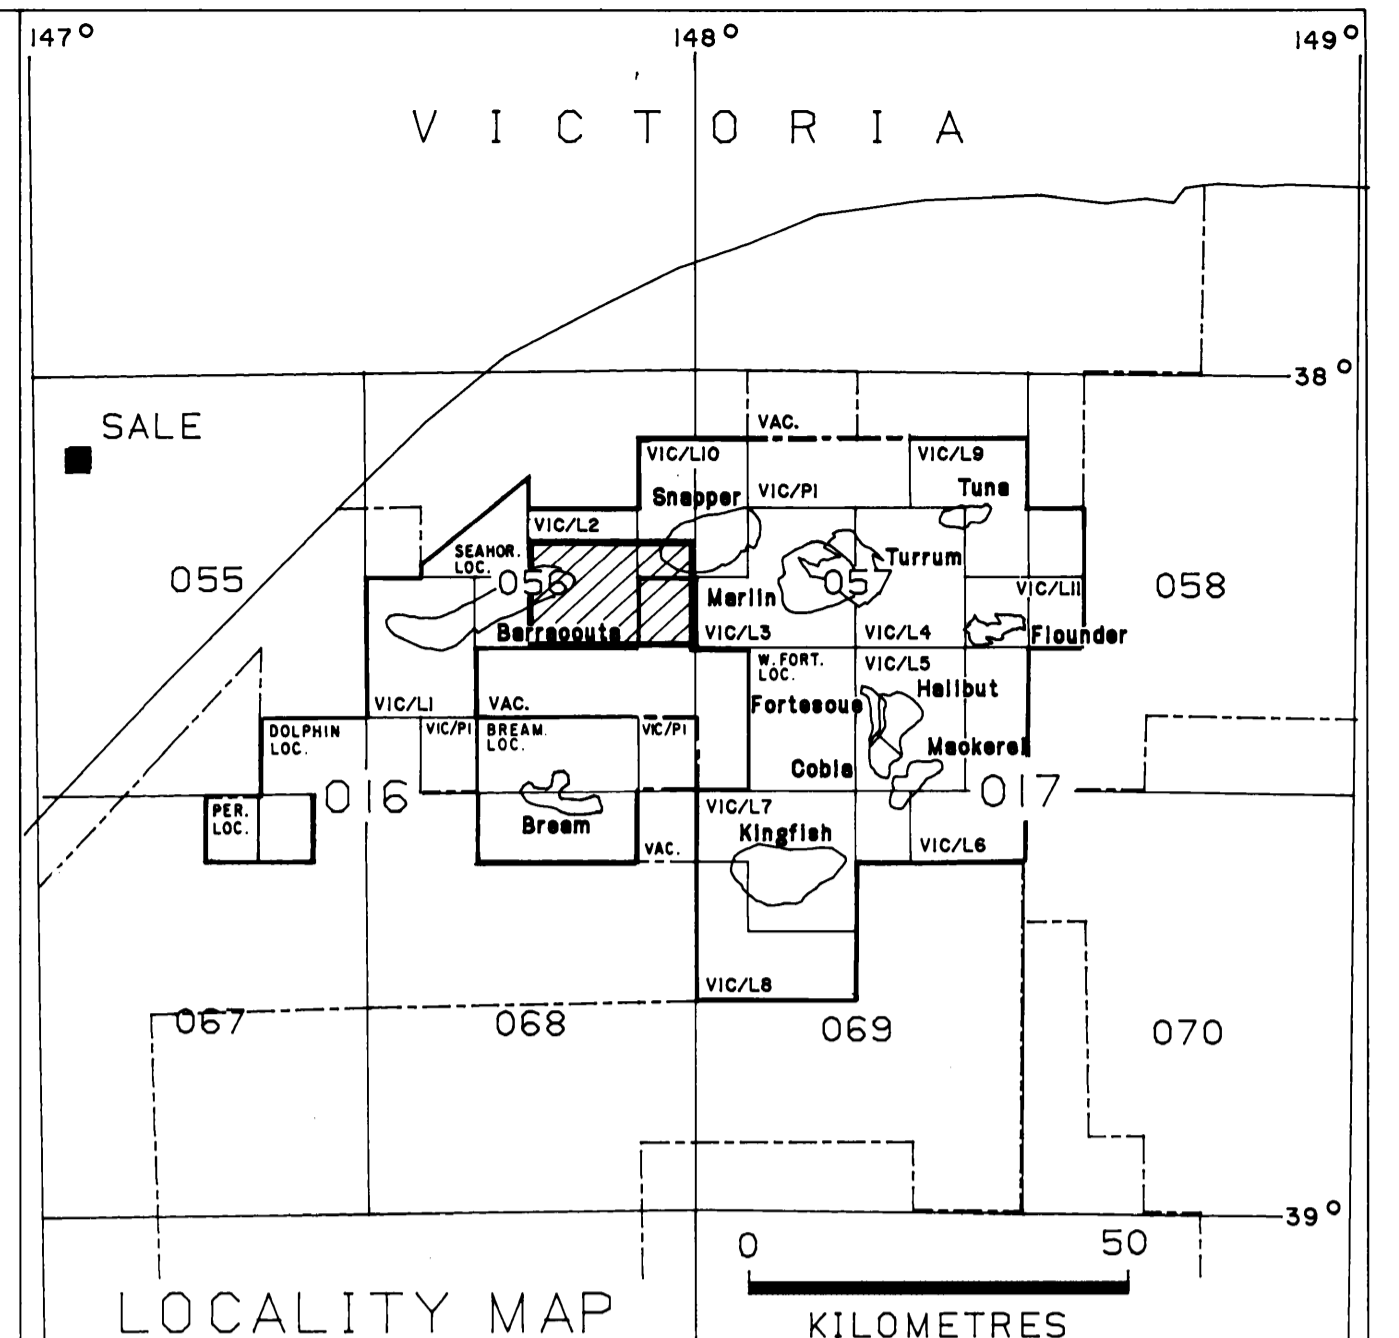 147° 148° 149°
VICTORIA
38°
SALE
VAC.
VIC/L10 VIC/L9
Snapper VIC/P1 Tuna
VIC/L2
SEAHOR.
LOC.
Turrum
055 056 05 058
VIC/L11
Marlin
Barracouta VIC/L3 VIC/L4 Flounder
W. FORT.
LOC.
VIC/L5
Halibut
VIC/L1 VAC. Fortescue
DOLPHIN
LOC.
VIC/P1
BREAM.
LOC.
VIC/P1
Mackerel
Cobia
016 017
PER.
LOC.
VIC/L7
Bream Kingfish
VAC. VIC/L6
VIC/L8
067 068 069 070
39°
0 50
LOCALITY MAP
KILOMETRES